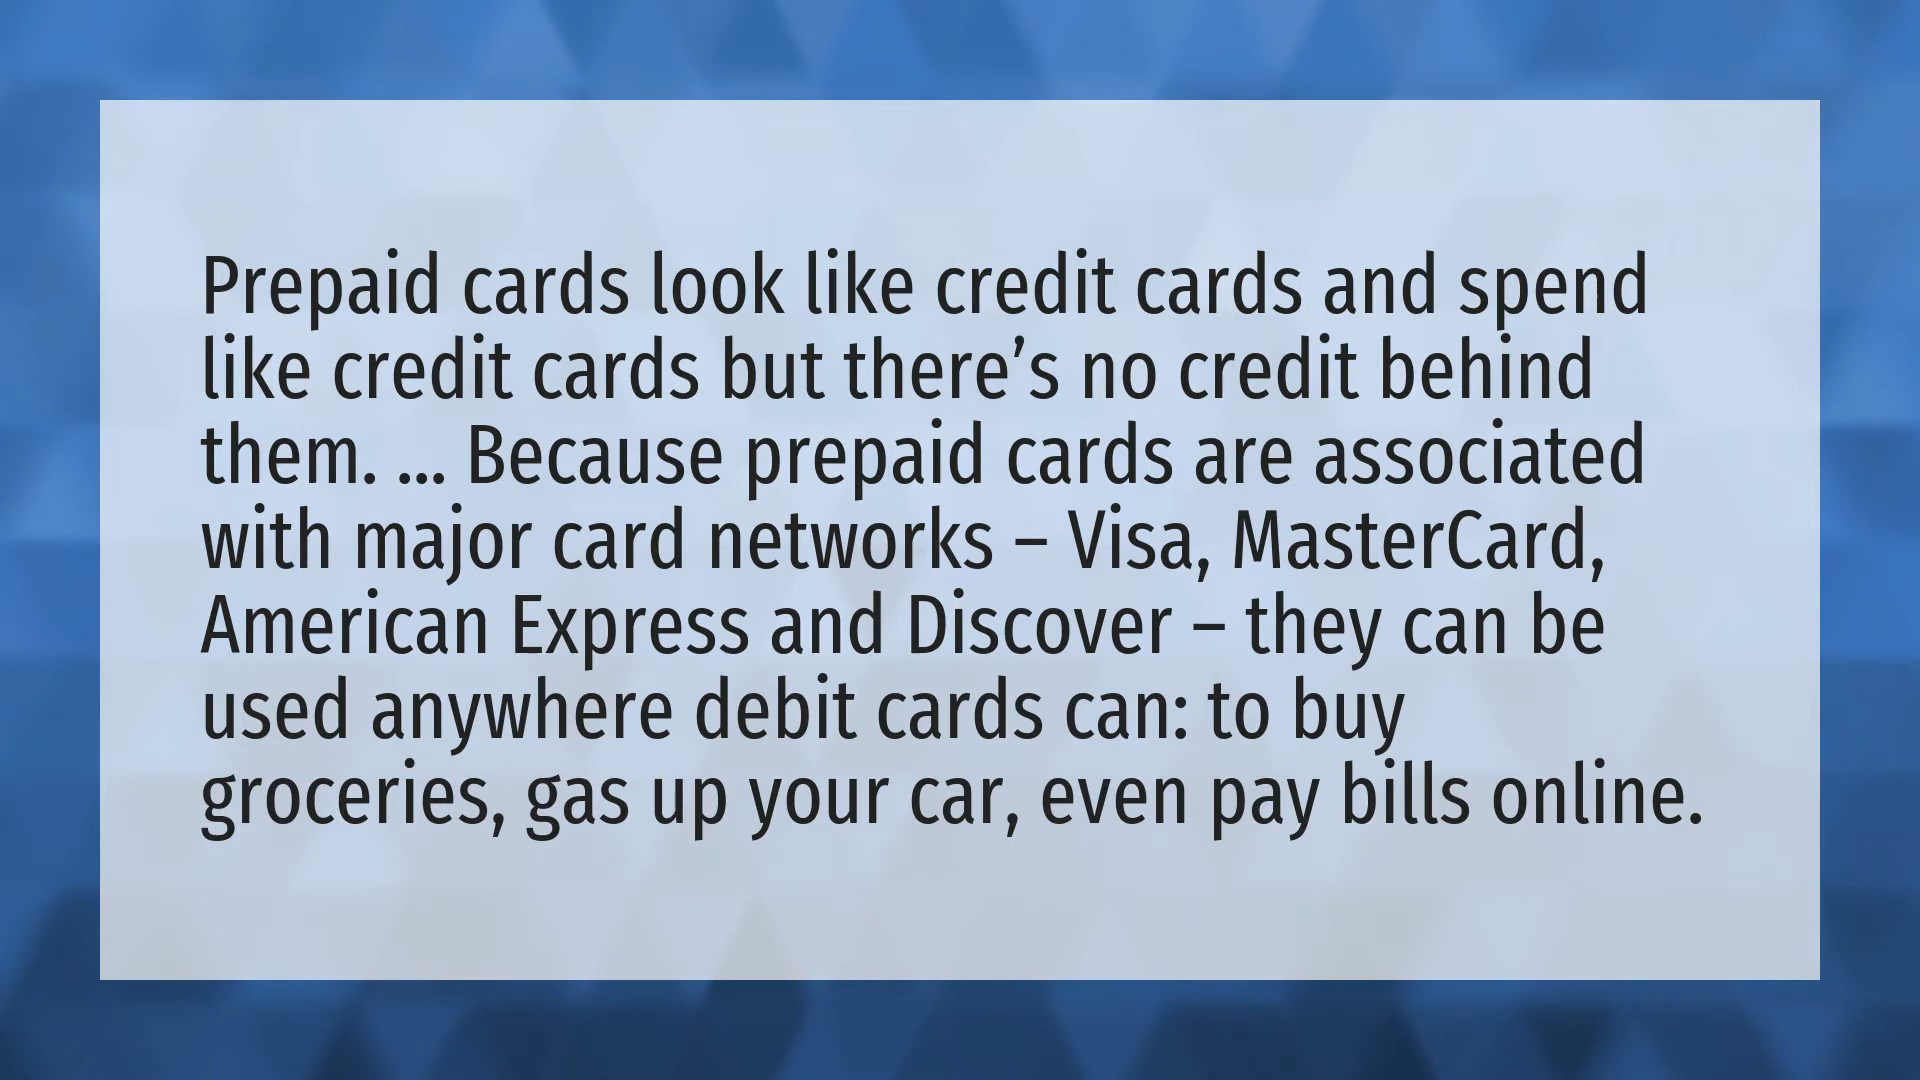 Prepaid cards look like credit cards and spend
like credit cards but there’s no credit behind
them. ... Because prepaid cards are associated
with major card networks – Visa, MasterCard,
American Express and Discover – they can be
used anywhere debit cards can: to buy
groceries, gas up your car, even pay bills online.